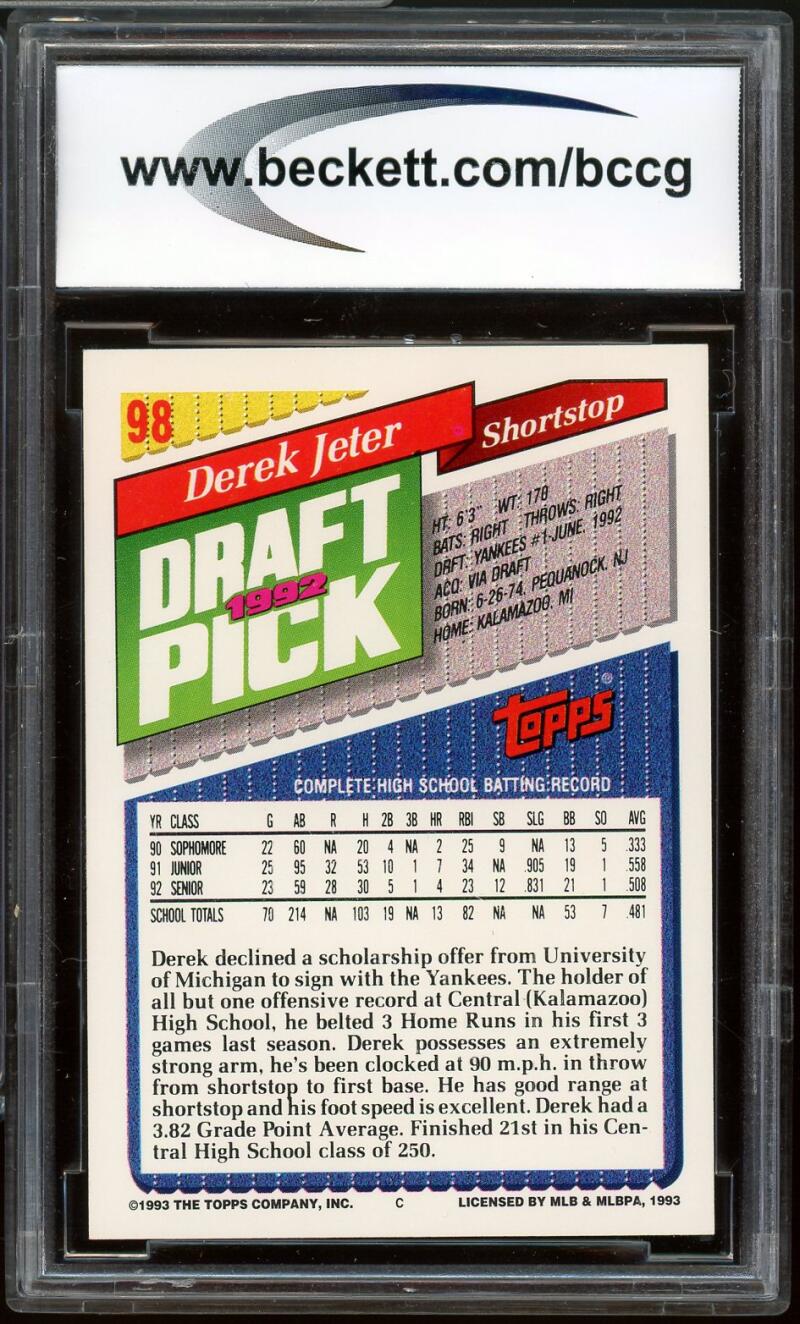 www.beckett.com/bccg
98
Derek Jeter
Shortstop
DRAFT
1992
PICK
HT: 6'3" WT: 170
BATS: RIGHT THROWS: RIGHT
DRFT: YANKEES #1-JUNE, 1992
ACQ: VIA DRAFT
BORN: 6-26-74, PEQUANOCK, NJ
HOME: KALAMAZOO, MI
topps®
COMPLETE HIGH SCHOOL BATTING RECORD
YR CLASS G AB R H 2B 3B HR RBI SB SLG BB SO AVG
90 SOPHOMORE 22 60 NA 20 4 NA 2 25 9 NA 13 5 .333
91 JUNIOR 25 95 32 53 10 1 7 34 NA .905 19 1 .558
92 SENIOR 23 59 28 30 5 1 4 23 12 .831 21 1 .508
SCHOOL TOTALS 70 214 NA 103 19 NA 13 82 NA NA 53 7 .481
Derek declined a scholarship offer from University
of Michigan to sign with the Yankees. The holder of
all but one offensive record at Central (Kalamazoo)
High School, he belted 3 Home Runs in his first 3
games last season. Derek possesses an extremely
strong arm, he's been clocked at 90 m.p.h. in throw
from shortstop to first base. He has good range at
shortstop and his foot speed is excellent. Derek had a
3.82 Grade Point Average. Finished 21st in his Cen-
tral High School class of 250.
©1993 THE TOPPS COMPANY, INC. C LICENSED BY MLB & MLBPA, 1993